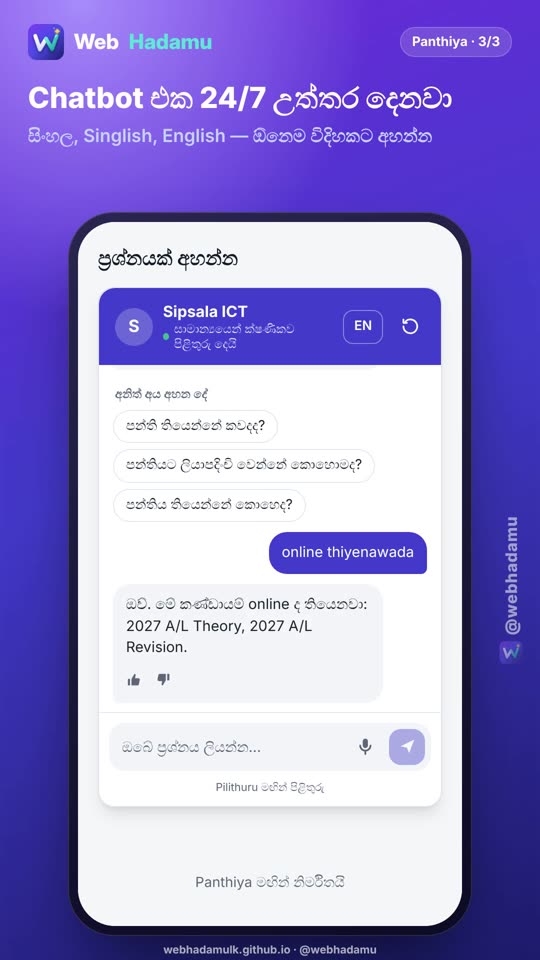 Web Hadamu
Panthiya · 3/3
Chatbot එක 24/7 උත්තර දෙනවා
සිංහල, Singlish, English — ඕනෙම විදිහකට අහන්න
ප්‍රශ්නයක් අහන්න
S
Sipsala ICT
සාමාන්‍යයෙන් ක්ෂණිකව
පිළිතුරු දෙයි
EN
අනිත් අය අහන දේ
පන්ති තියෙන්නේ කවදද?
පන්තියට ලියාපදිංචි වෙන්නේ කොහොමද?
පන්තිය තියෙන්නේ කොහෙද?
online thiyenawada
ඔව්. මේ කණ්ඩායම් online ද තියෙනවා:
2027 A/L Theory, 2027 A/L
Revision.
ඔබේ ප්‍රශ්නය ලියන්න...
Pilithuru මඟින් පිළිතුරු
Panthiya මඟින් නිර්මිතයි
@webhadamu
webhadamulk.github.io · @webhadamu